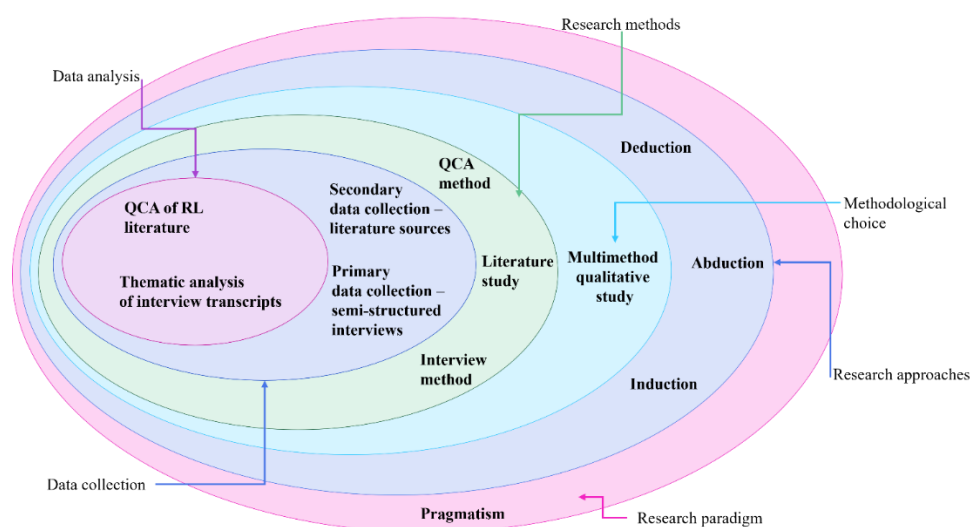 Research methods
Data analysis
Deduction
QCA
method
Secondary
data collection –
literature sources
QCA of RL
literature
Methodological
choice
Literature
study
Multimethod
qualitative
study
Abduction
Primary
data collection –
semi-structured
interviews
Thematic analysis
of interview transcripts
Interview
method
Induction
Research approaches
Data collection
Pragmatism
Research paradigm